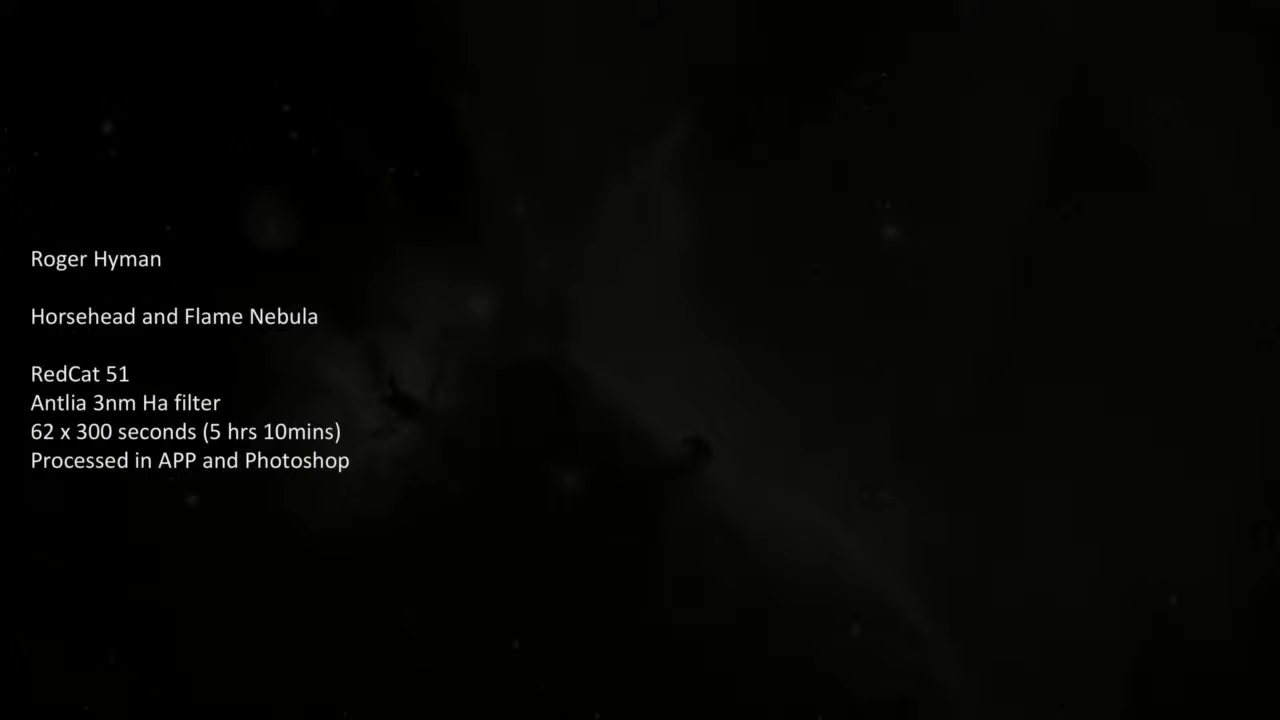 Roger Hyman
Horsehead and Flame Nebula
RedCat 51
Antlia 3nm Ha filter
62 x 300 seconds (5 hrs 10mins)
Processed in APP and Photoshop